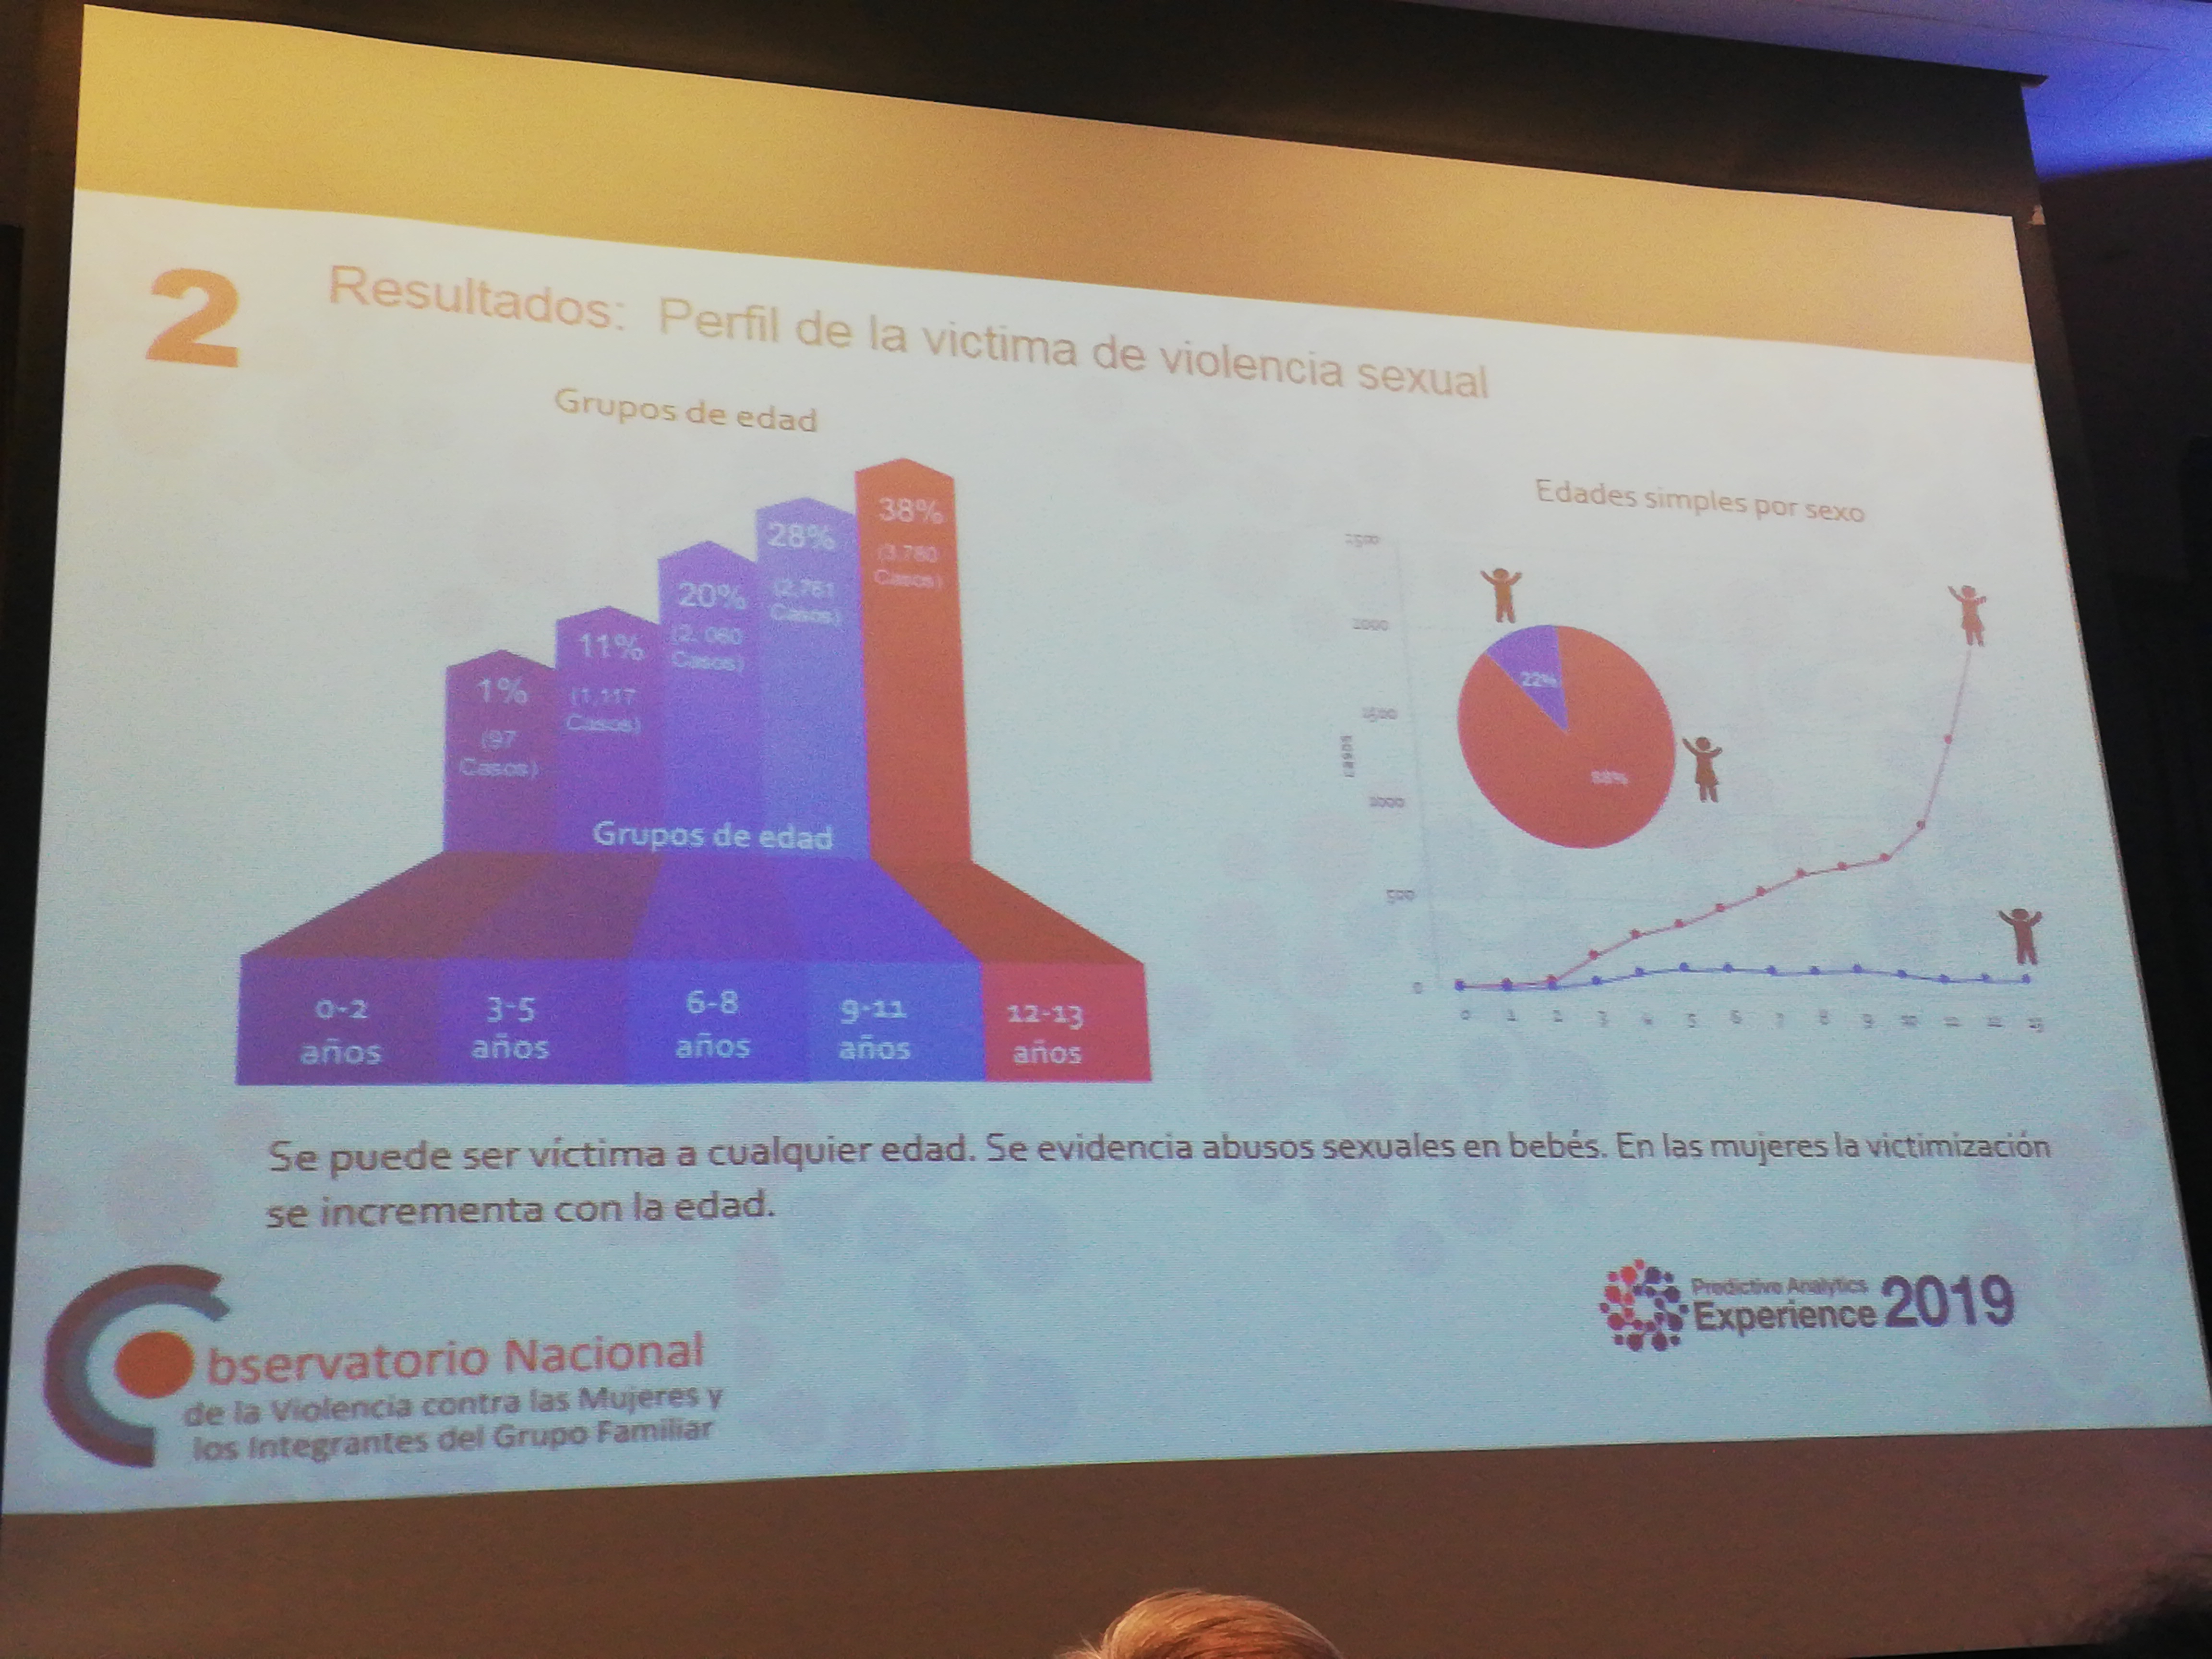 2
Resultados: Perfil de la victima de violencia sexual
Grupos de edad
1%
(97
Casos)
11%
(1,117
Casos)
20%
(2. 060
Casos)
28%
(2,761
Casos)
38%
(3.780
Casos)
Grupos de edad
0-2
años
3-5
años
6-8
años
9-11
años
12-13
años
Edades simples por sexo
2500
2000
1500
1000
500
0
22%
88%
0 1 2 3 4 5 6 7 8 9 10 11 12 13
Se puede ser víctima a cualquier edad. Se evidencia abusos sexuales en bebés. En las mujeres la victimización
se incrementa con la edad.
Observatorio Nacional
de la Violencia contra las Mujeres y
los Integrantes del Grupo Familiar
Predictive Analytics
Experience 2019